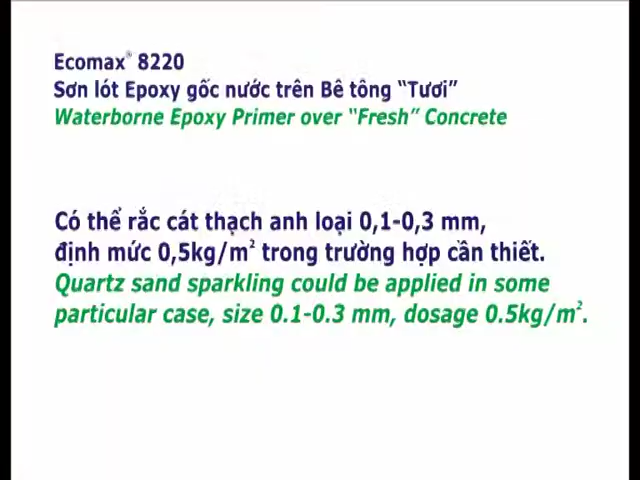 Ecomax® 8220
Sơn lót Epoxy gốc nước trên Bê tông “Tươi”
Waterborne Epoxy Primer over “Fresh” Concrete
Có thể rắc cát thạch anh loại 0,1-0,3 mm,
định mức 0,5kg/m² trong trường hợp cần thiết.
Quartz sand sparkling could be applied in some
particular case, size 0.1-0.3 mm, dosage 0.5kg/m².